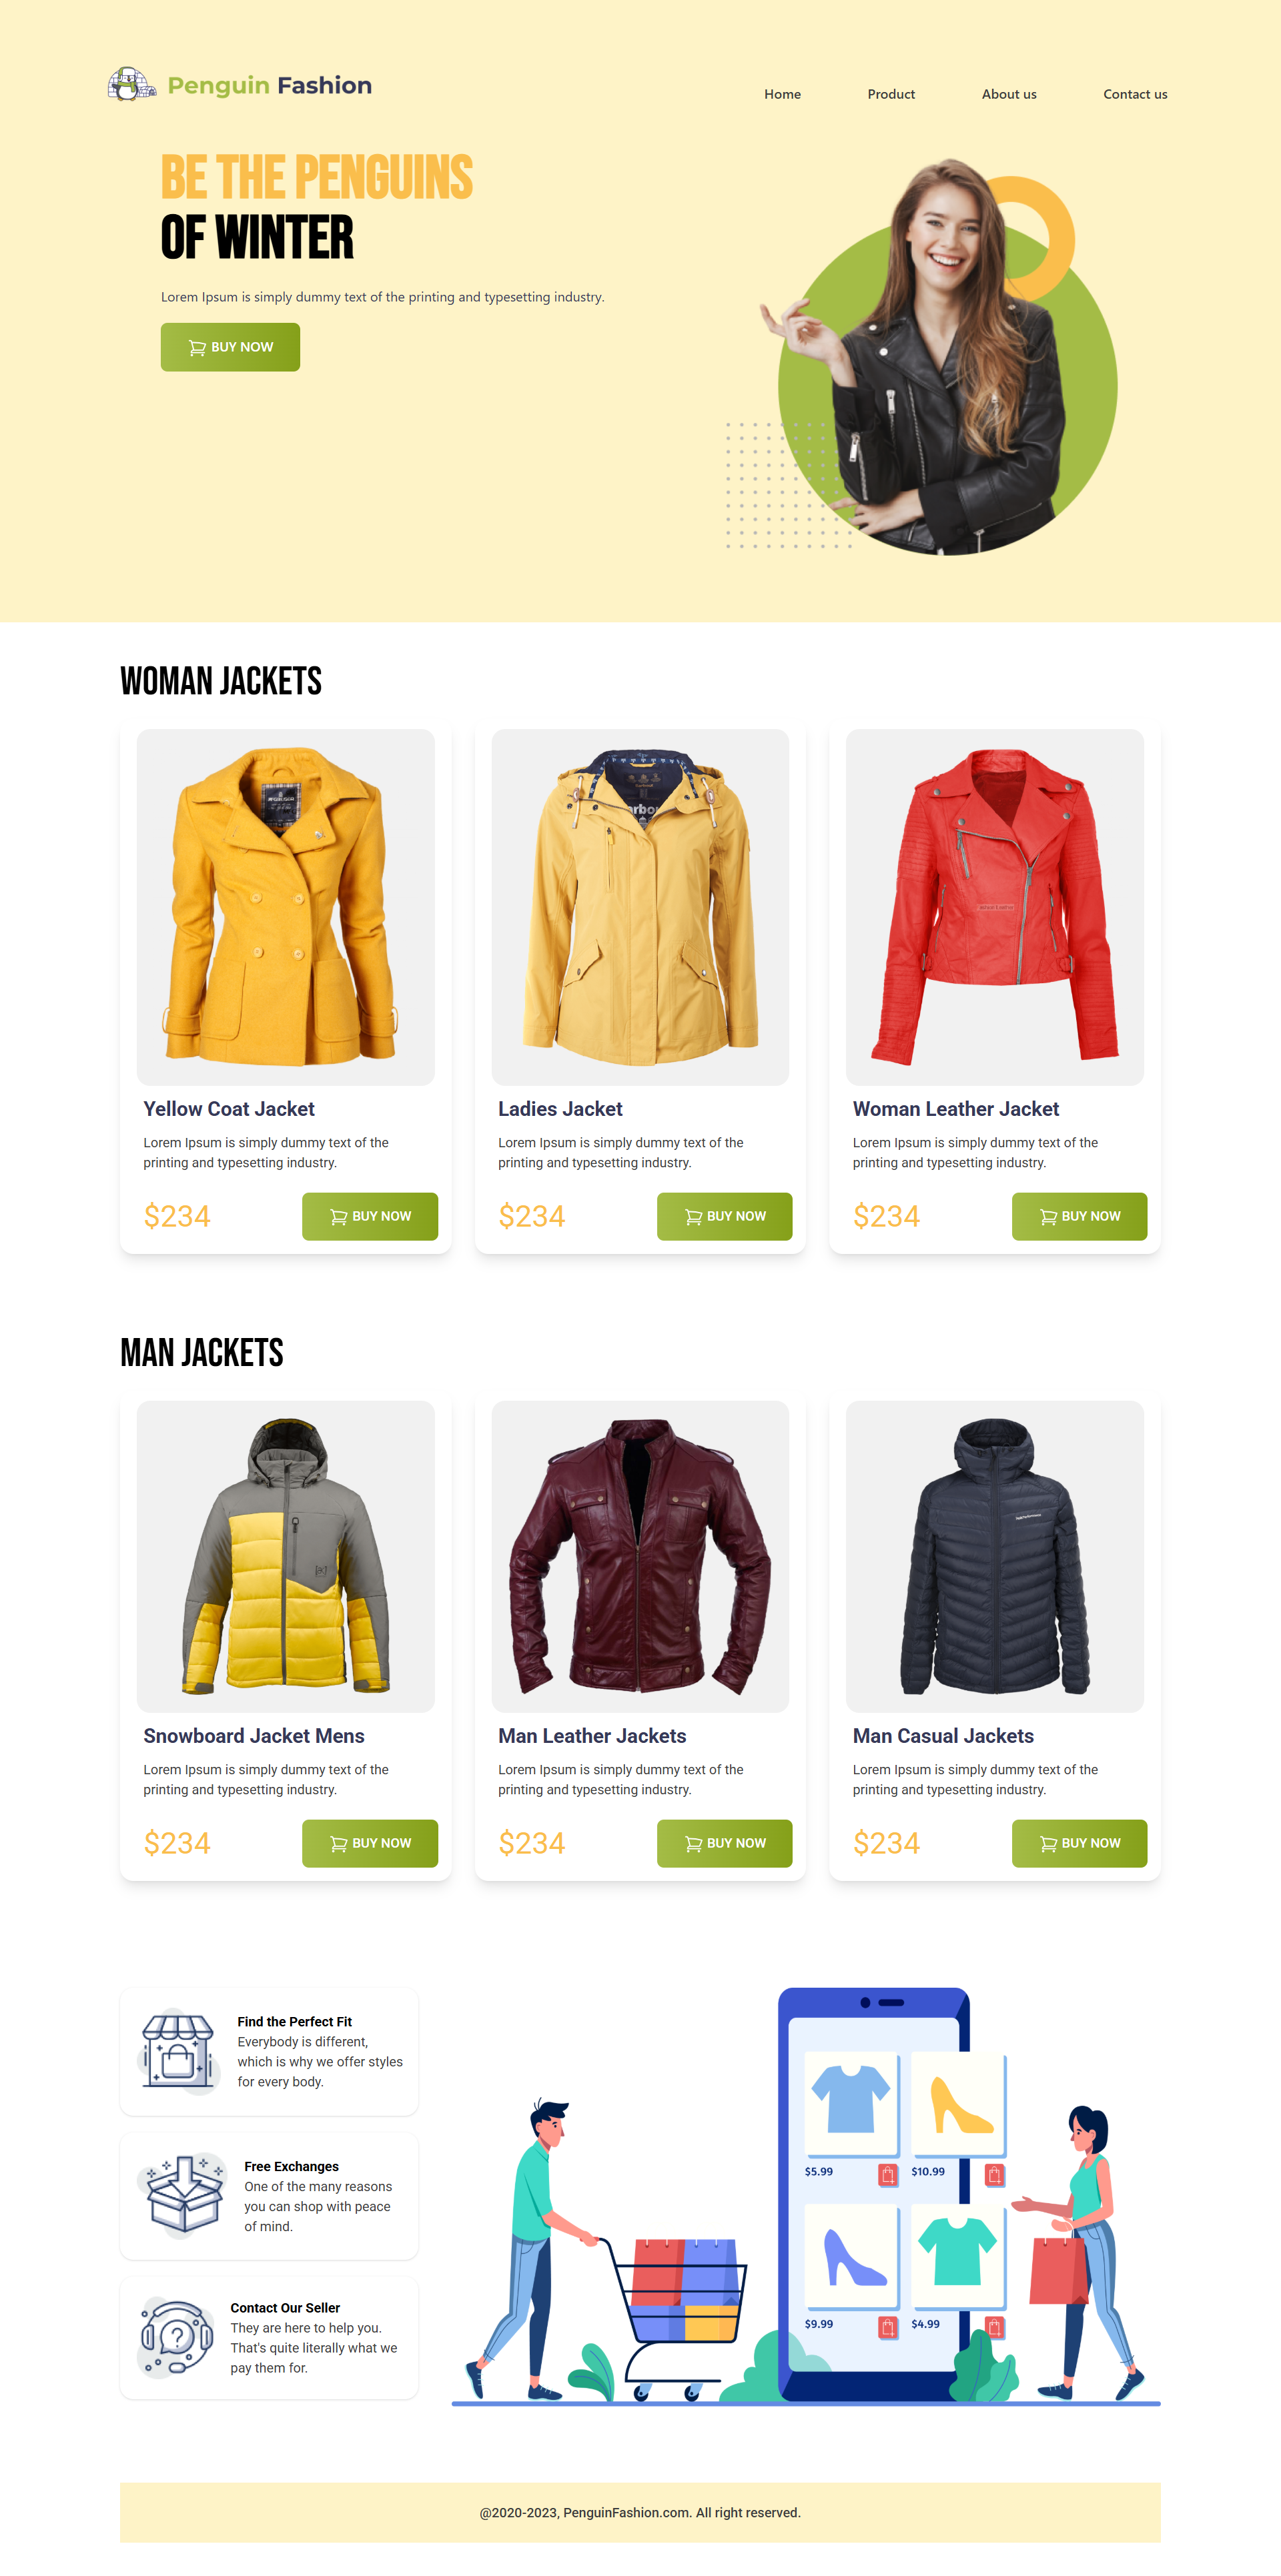 Penguin Fashion
Home
Product
About us
Contact us
BE THE PENGUINS
OF WINTER
Lorem Ipsum is simply dummy text of the printing and typesetting industry.
BUY NOW
WOMAN JACKETS
Yellow Coat Jacket
Lorem Ipsum is simply dummy text of the
printing and typesetting industry.
$234
BUY NOW
Ladies Jacket
Lorem Ipsum is simply dummy text of the
printing and typesetting industry.
$234
BUY NOW
Woman Leather Jacket
Lorem Ipsum is simply dummy text of the
printing and typesetting industry.
$234
BUY NOW
MAN JACKETS
Snowboard Jacket Mens
Lorem Ipsum is simply dummy text of the
printing and typesetting industry.
$234
BUY NOW
Man Leather Jackets
Lorem Ipsum is simply dummy text of the
printing and typesetting industry.
$234
BUY NOW
Man Casual Jackets
Lorem Ipsum is simply dummy text of the
printing and typesetting industry.
$234
BUY NOW
Find the Perfect Fit
Everybody is different,
which is why we offer styles
for every body.
Free Exchanges
One of the many reasons
you can shop with peace
of mind.
Contact Our Seller
They are here to help you.
That's quite literally what we
pay them for.
$5.99
$10.99
$9.99
$4.99
@2020-2023, PenguinFashion.com. All right reserved.